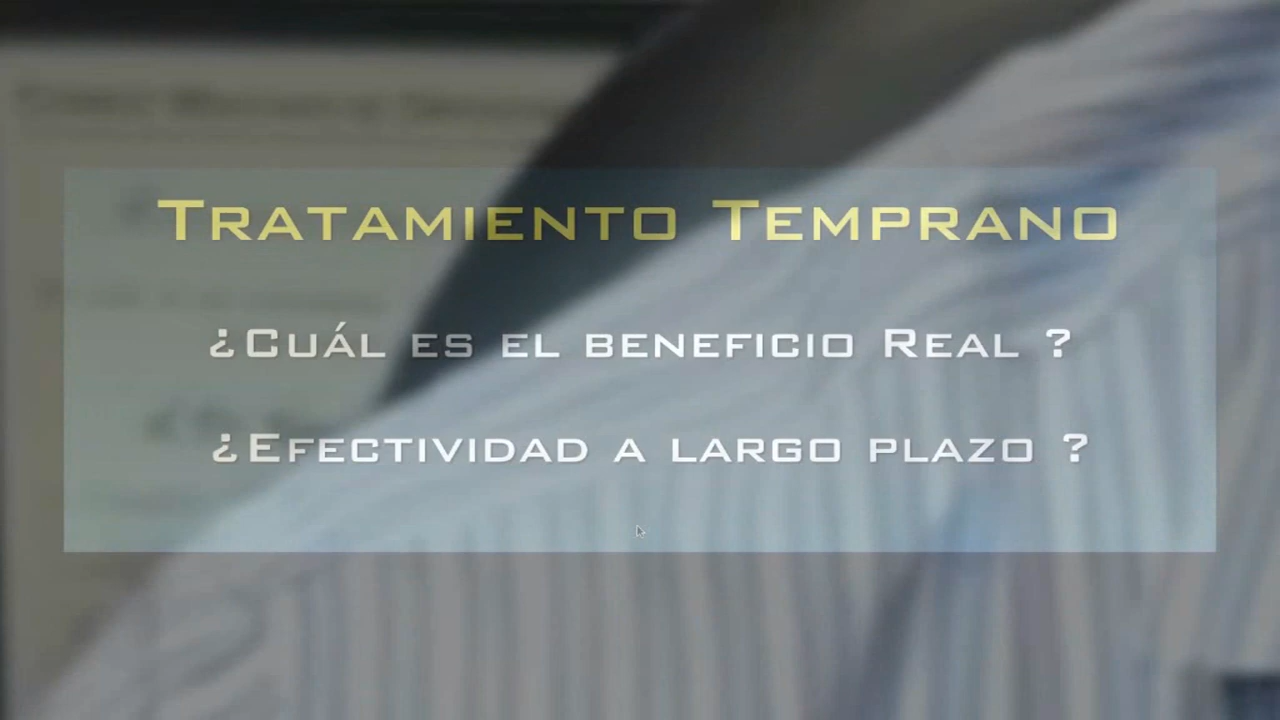 Tratamiento Temprano
¿Cuál es el beneficio Real ?
¿Efectividad a largo plazo ?